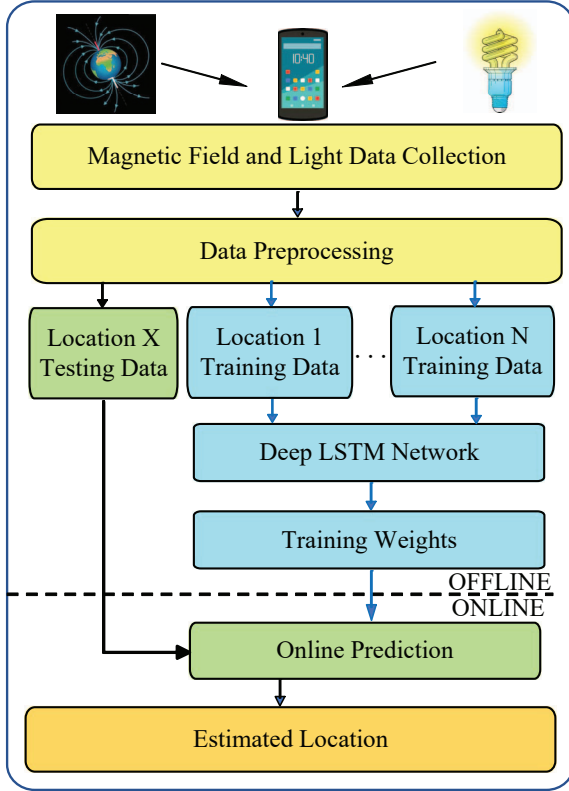 10:40
Magnetic Field and Light Data Collection
Data Preprocessing
Location X
Testing Data
Location 1
Training Data
. . .
Location N
Training Data
Deep LSTM Network
Training Weights
OFFLINE
ONLINE
Online Prediction
Estimated Location